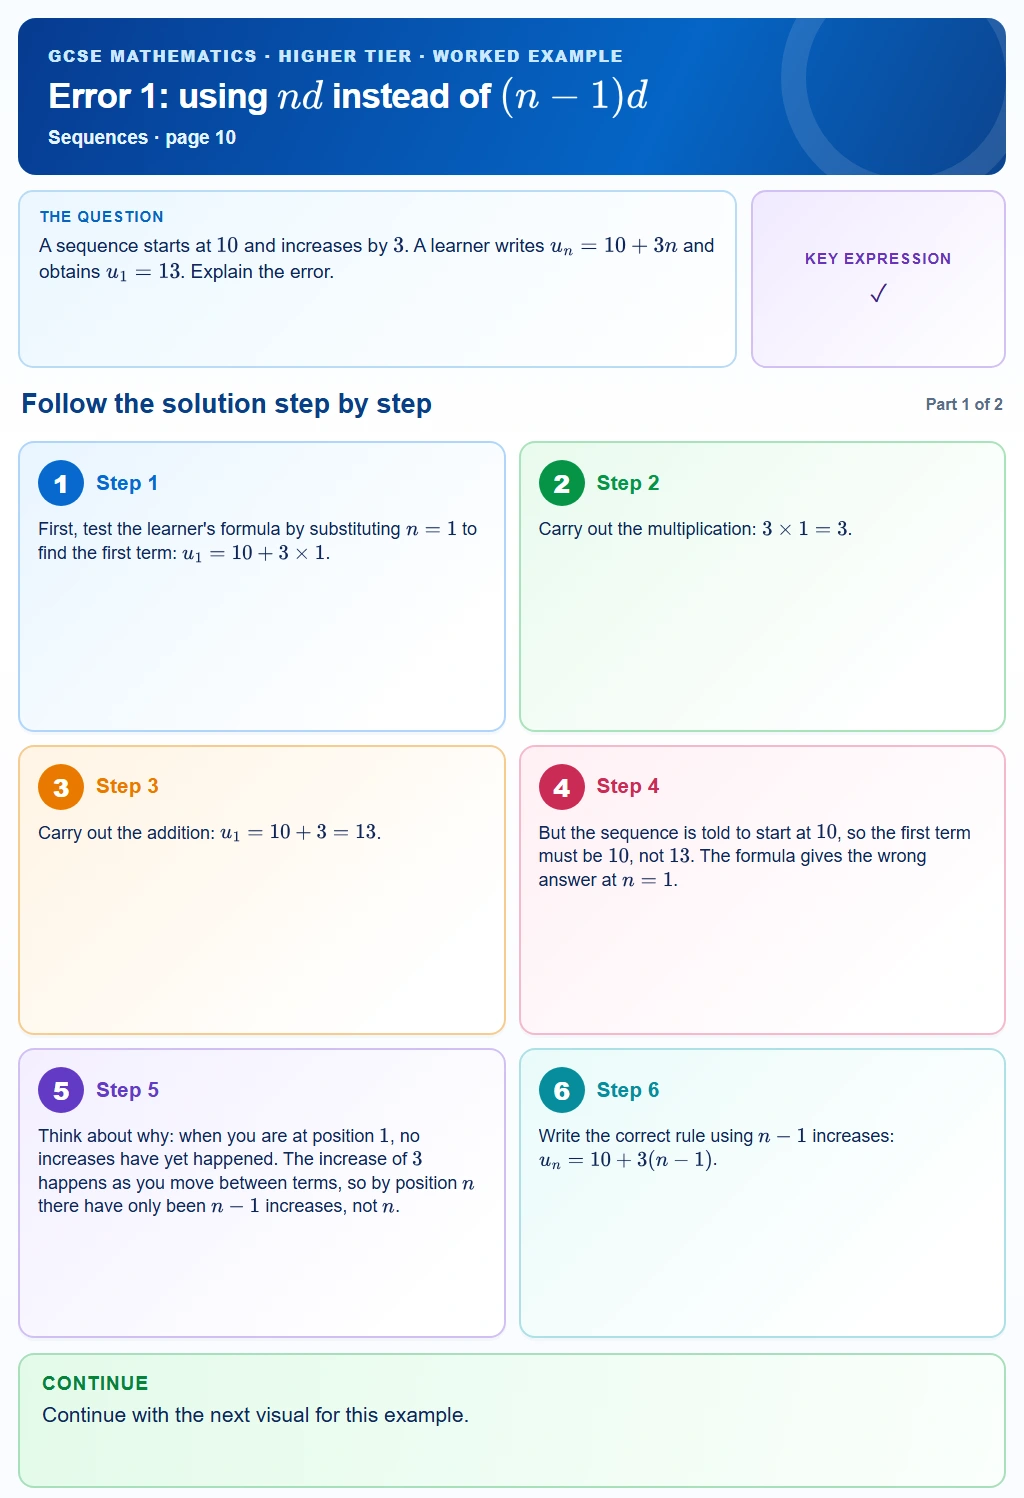 GCSE MATHEMATICS · HIGHER TIER · WORKED EXAMPLE
Error 1: using nd instead of (n − 1)d
Sequences · page 10
THE QUESTION
A sequence starts at 10 and increases by 3. A learner writes uₙ = 10 + 3n and
obtains u₁ = 13. Explain the error.
KEY EXPRESSION
✓
Follow the solution step by step
Part 1 of 2
1 Step 1
First, test the learner's formula by substituting n = 1 to
find the first term: u₁ = 10 + 3 × 1.
2 Step 2
Carry out the multiplication: 3 × 1 = 3.
3 Step 3
Carry out the addition: u₁ = 10 + 3 = 13.
4 Step 4
But the sequence is told to start at 10, so the first term
must be 10, not 13. The formula gives the wrong
answer at n = 1.
5 Step 5
Think about why: when you are at position 1, no
increases have yet happened. The increase of 3
happens as you move between terms, so by position n
there have only been n − 1 increases, not n.
6 Step 6
Write the correct rule using n − 1 increases:
uₙ = 10 + 3(n − 1).
CONTINUE
Continue with the next visual for this example.